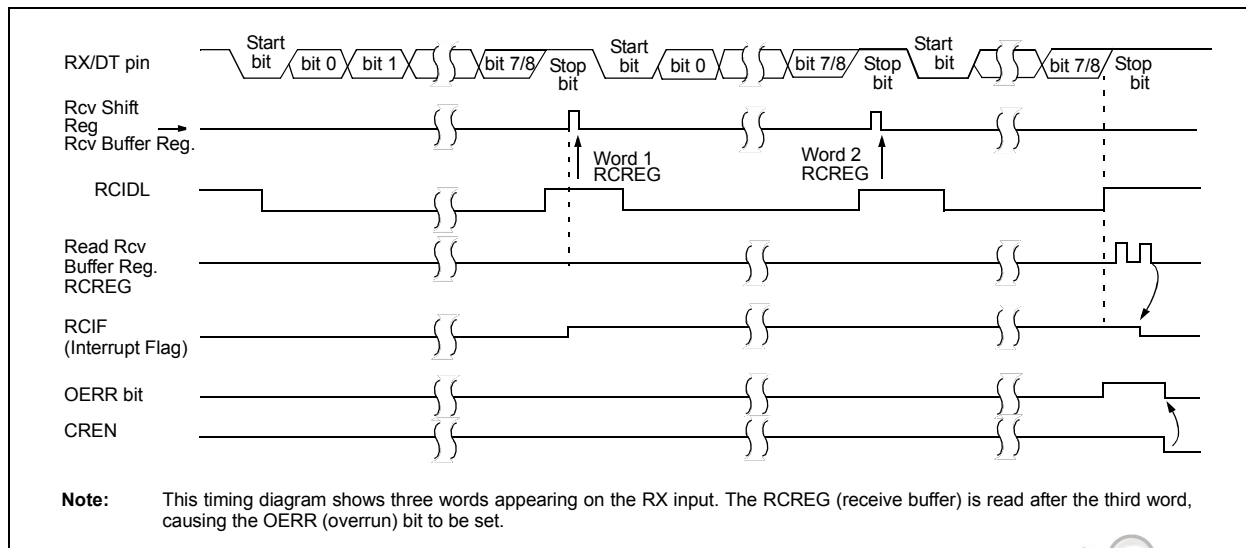 Start
bit
bit 0
bit 1
bit 7/8
Stop
bit
Start
bit
bit 0
bit 7/8
Stop
bit
Start
bit
bit 7/8
Stop
bit
RX/DT pin
Rcv Shift
Reg
Rcv Buffer Reg.
Word 1
RCREG
Word 2
RCREG
RCIDL
Read Rcv
Buffer Reg.
RCREG
RCIF
(Interrupt Flag)
OERR bit
CREN
Note: This timing diagram shows three words appearing on the RX input. The RCREG (receive buffer) is read after the third word,
causing the OERR (overrun) bit to be set.